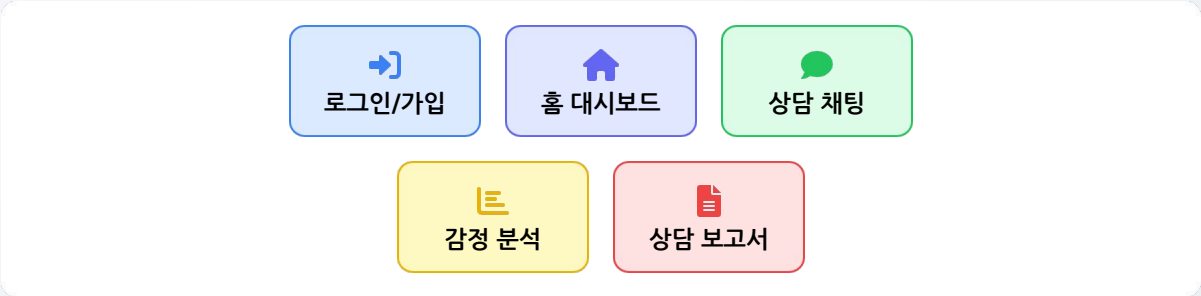 로그인/가입
홈 대시보드
상담 채팅
감정 분석
상담 보고서